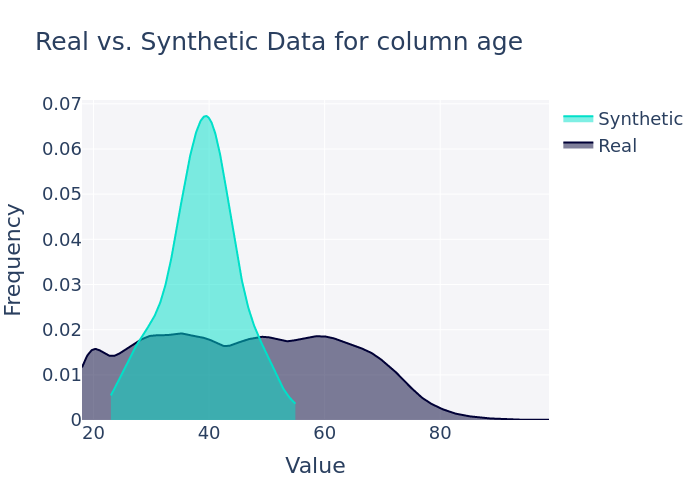 Real vs. Synthetic Data for column age
0.07
0.06
0.05
0.04
0.03
0.02
0.01
0
20
40
60
80
Frequency
Value
Synthetic
Real